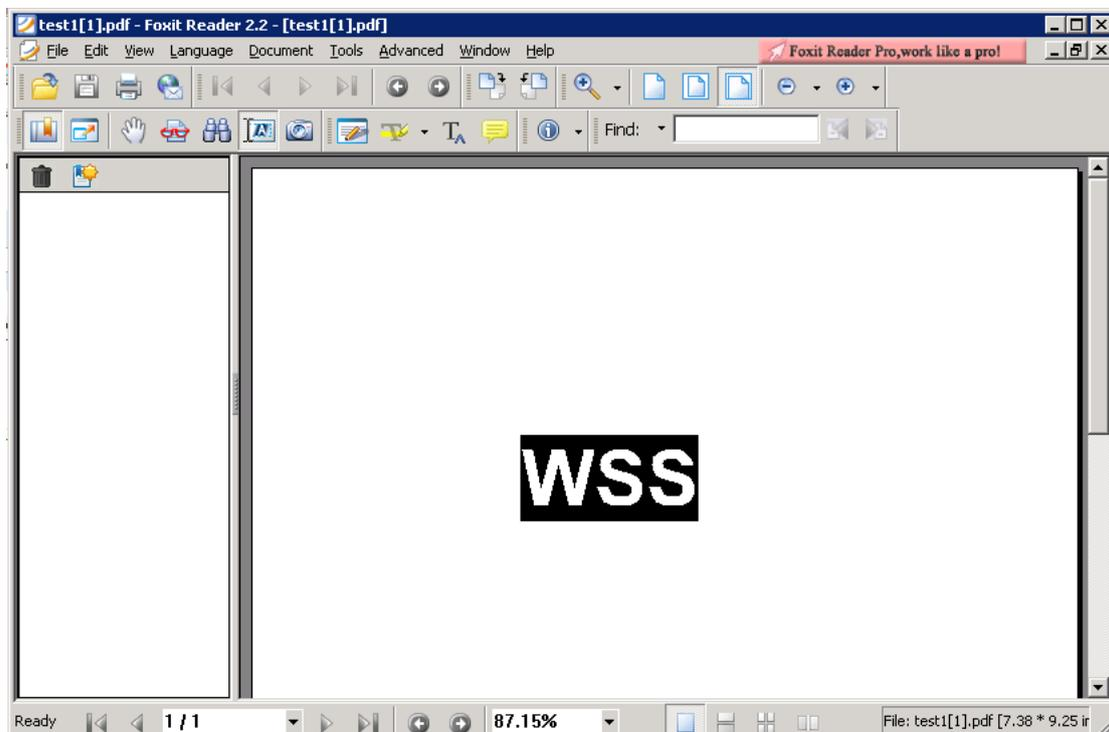 test1[1].pdf - Foxit Reader 2.2 - [test1[1].pdf]
File Edit View Language Document Tools Advanced Window Help Foxit Reader Pro,work like a pro!
Find:
WSS
Ready 1 / 1 87.15% File: test1[1].pdf [7.38 * 9.25 ir